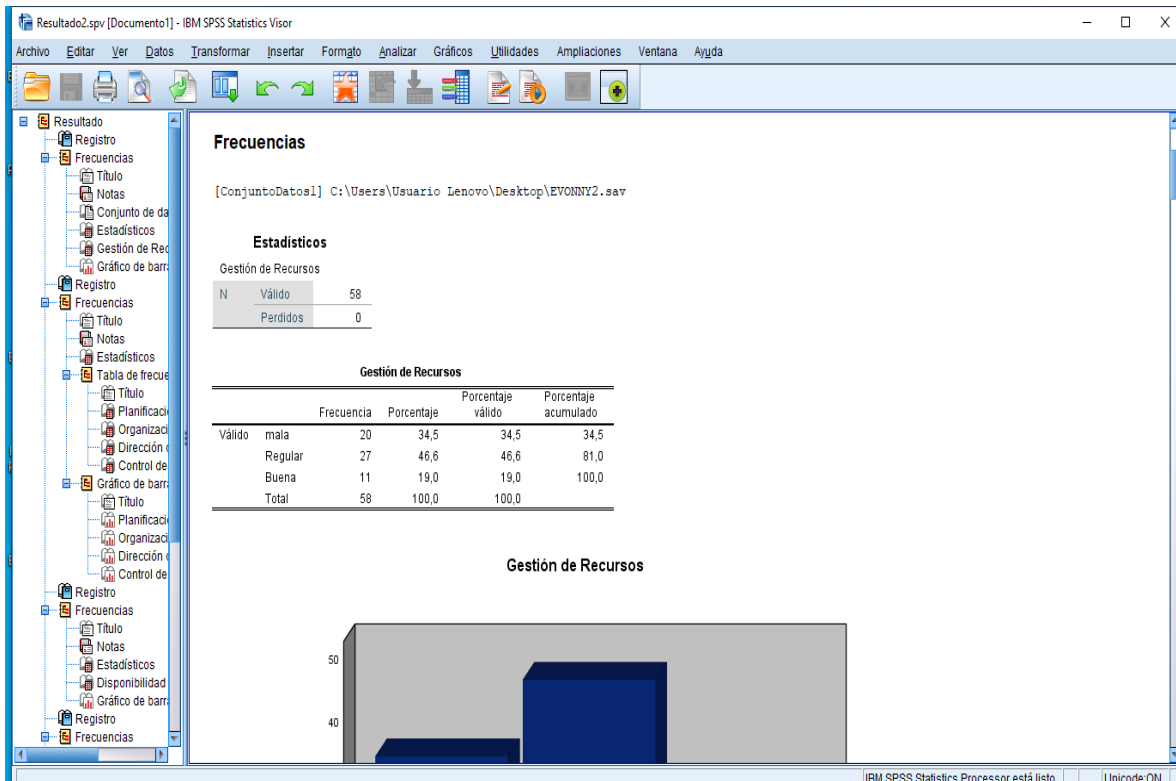 Resultado2.spv [Documento1] - IBM SPSS Statistics Visor
Archivo Editar Ver Datos Transformar Insertar Formato Analizar Gráficos Utilidades Ampliaciones Ventana Ayuda
Resultado
Registro
Frecuencias
Título
Notas
Conjunto de da
Estadísticos
Gestión de Rec
Gráfico de barr
Registro
Frecuencias
Título
Notas
Estadísticos
Tabla de frecue
Título
Planificaci
Organizaci
Dirección
Control de
Gráfico de barr
Título
Planificaci
Organizaci
Dirección
Control de
Registro
Frecuencias
Título
Notas
Estadísticos
Disponibilidad
Gráfico de barr
Registro
Frecuencias
Frecuencias
[ConjuntoDatos1] C:\Users\Usuario Lenovo\Desktop\EVONNY2.sav
Estadísticos
Gestión de Recursos
N Válido 58
Perdidos 0
Gestión de Recursos
Frecuencia Porcentaje Porcentaje válido Porcentaje acumulado
Válido mala 20 34,5 34,5 34,5
Regular 27 46,6 46,6 81,0
Buena 11 19,0 19,0 100,0
Total 58 100,0 100,0
Gestión de Recursos
50
40
IBM SPSS Statistics Processor está listo Unicode:ON